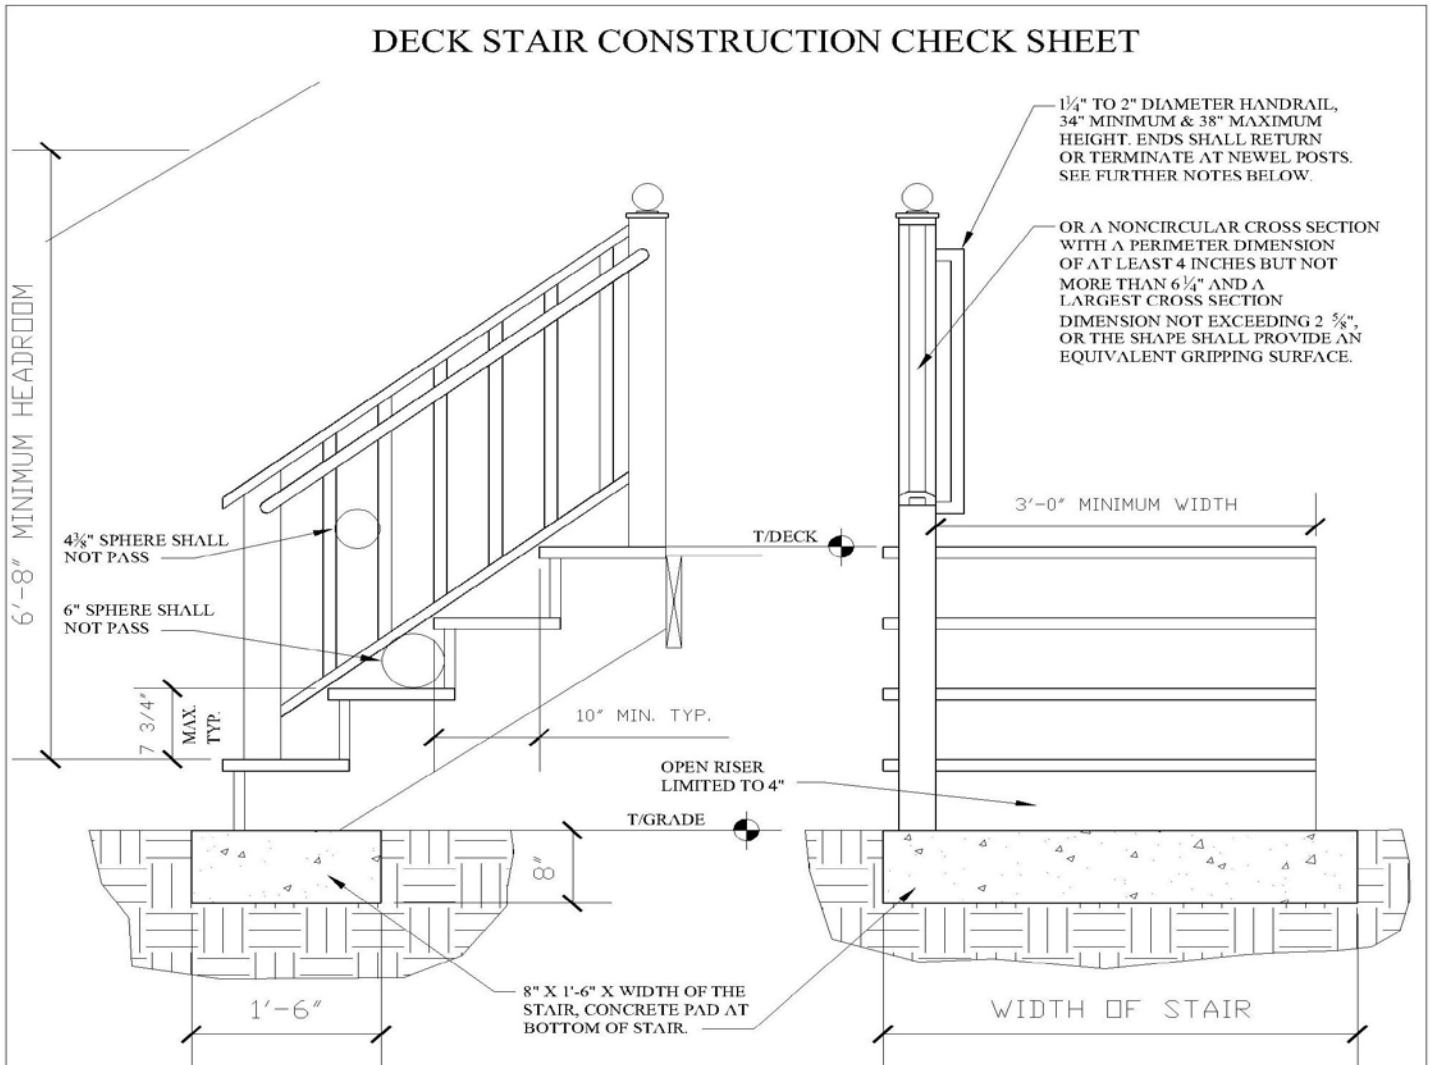 DECK STAIR CONSTRUCTION CHECK SHEET
1¼" TO 2" DIAMETER HANDRAIL,
34" MINIMUM & 38" MAXIMUM
HEIGHT. ENDS SHALL RETURN
OR TERMINATE AT NEWEL POSTS.
SEE FURTHER NOTES BELOW.
OR A NONCIRCULAR CROSS SECTION
WITH A PERIMETER DIMENSION
OF AT LEAST 4 INCHES BUT NOT
MORE THAN 6¼" AND A
LARGEST CROSS SECTION
DIMENSION NOT EXCEEDING 2 ⅝",
OR THE SHAPE SHALL PROVIDE AN
EQUIVALENT GRIPPING SURFACE.
6'-8" MINIMUM HEADROOM
3'-0" MINIMUM WIDTH
4⅜" SPHERE SHALL
NOT PASS
T/DECK
6" SPHERE SHALL
NOT PASS
7 3/4"
MAX.
TYP.
10" MIN. TYP.
OPEN RISER
LIMITED TO 4"
T/GRADE
8"
8" X 1'-6" X WIDTH OF THE
STAIR, CONCRETE PAD AT
BOTTOM OF STAIR.
1'-6"
WIDTH OF STAIR